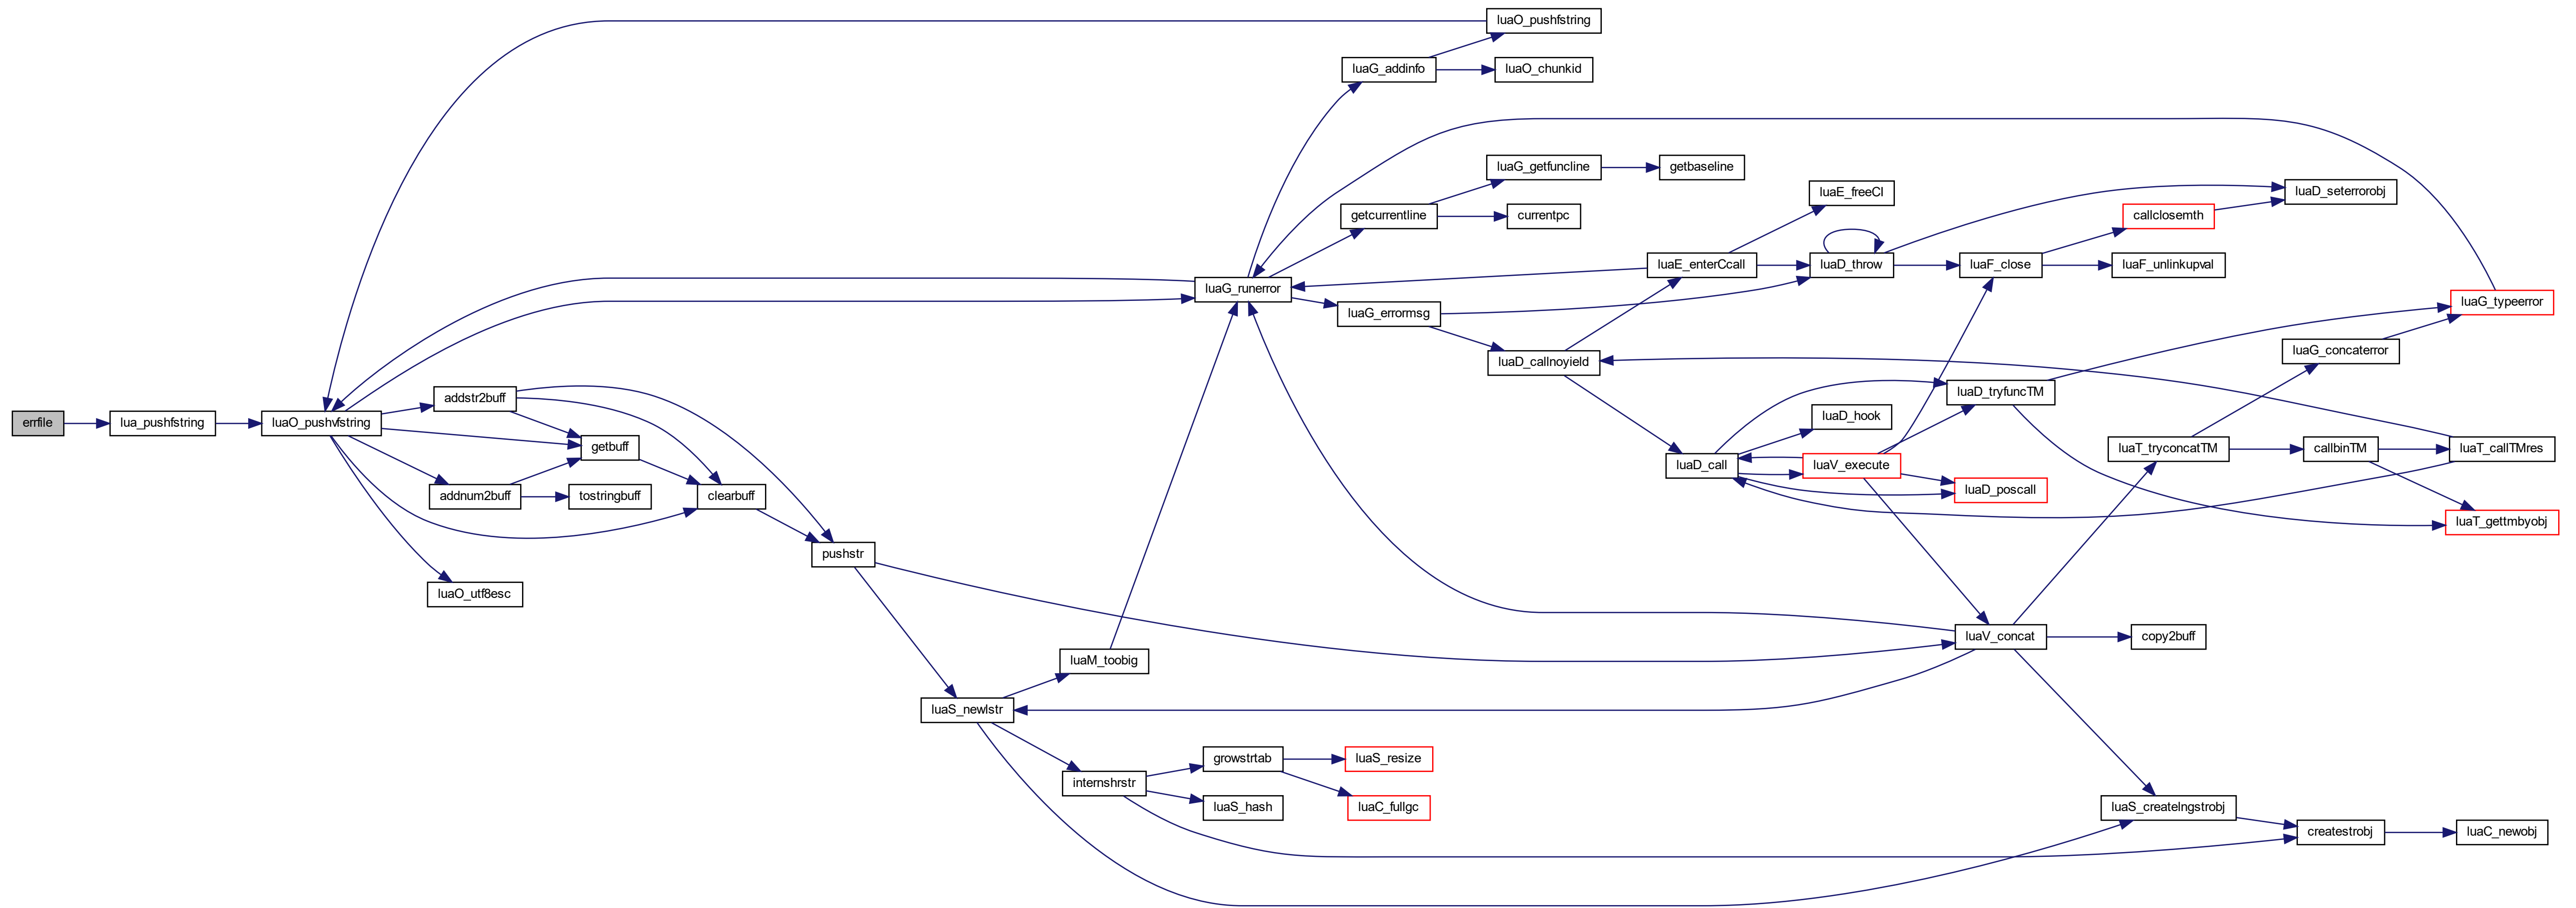 luaO_pushfstring
luaG_addinfo
luaO_chunkid
luaG_getfuncline
getbaseline
luaE_freeCI
luaD_seterrorobj
getcurrentline
currentpc
callclosemth
luaE_enterCcall
luaD_throw
luaF_close
luaF_unlinkupval
luaG_runerror
luaG_typeerror
luaG_errormsg
luaD_callnoyield
luaG_concaterror
luaD_tryfuncTM
addstr2buff
luaD_hook
errfile
lua_pushfstring
luaO_pushvfstring
getbuff
luaT_tryconcatTM
callbinTM
luaT_callTMres
luaD_call
luaV_execute
addnum2buff
tostringbuff
clearbuff
luaD_poscall
luaT_gettmbyobj
pushstr
luaO_utf8esc
luaV_concat
copy2buff
luaM_toobig
luaS_newlstr
growstrtab
luaS_resize
internshrstr
luaS_hash
luaC_fullgc
luaS_createlngstrobj
createstrobj
luaC_newobj